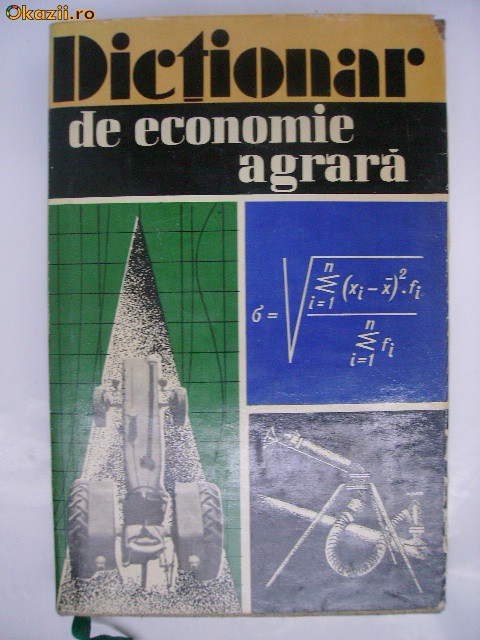 Okazii.ro
Dicționar
de economie
agrară
n n
σ = √( Σ (xi – x̄)².fi / Σ fi )
i=1 i=1